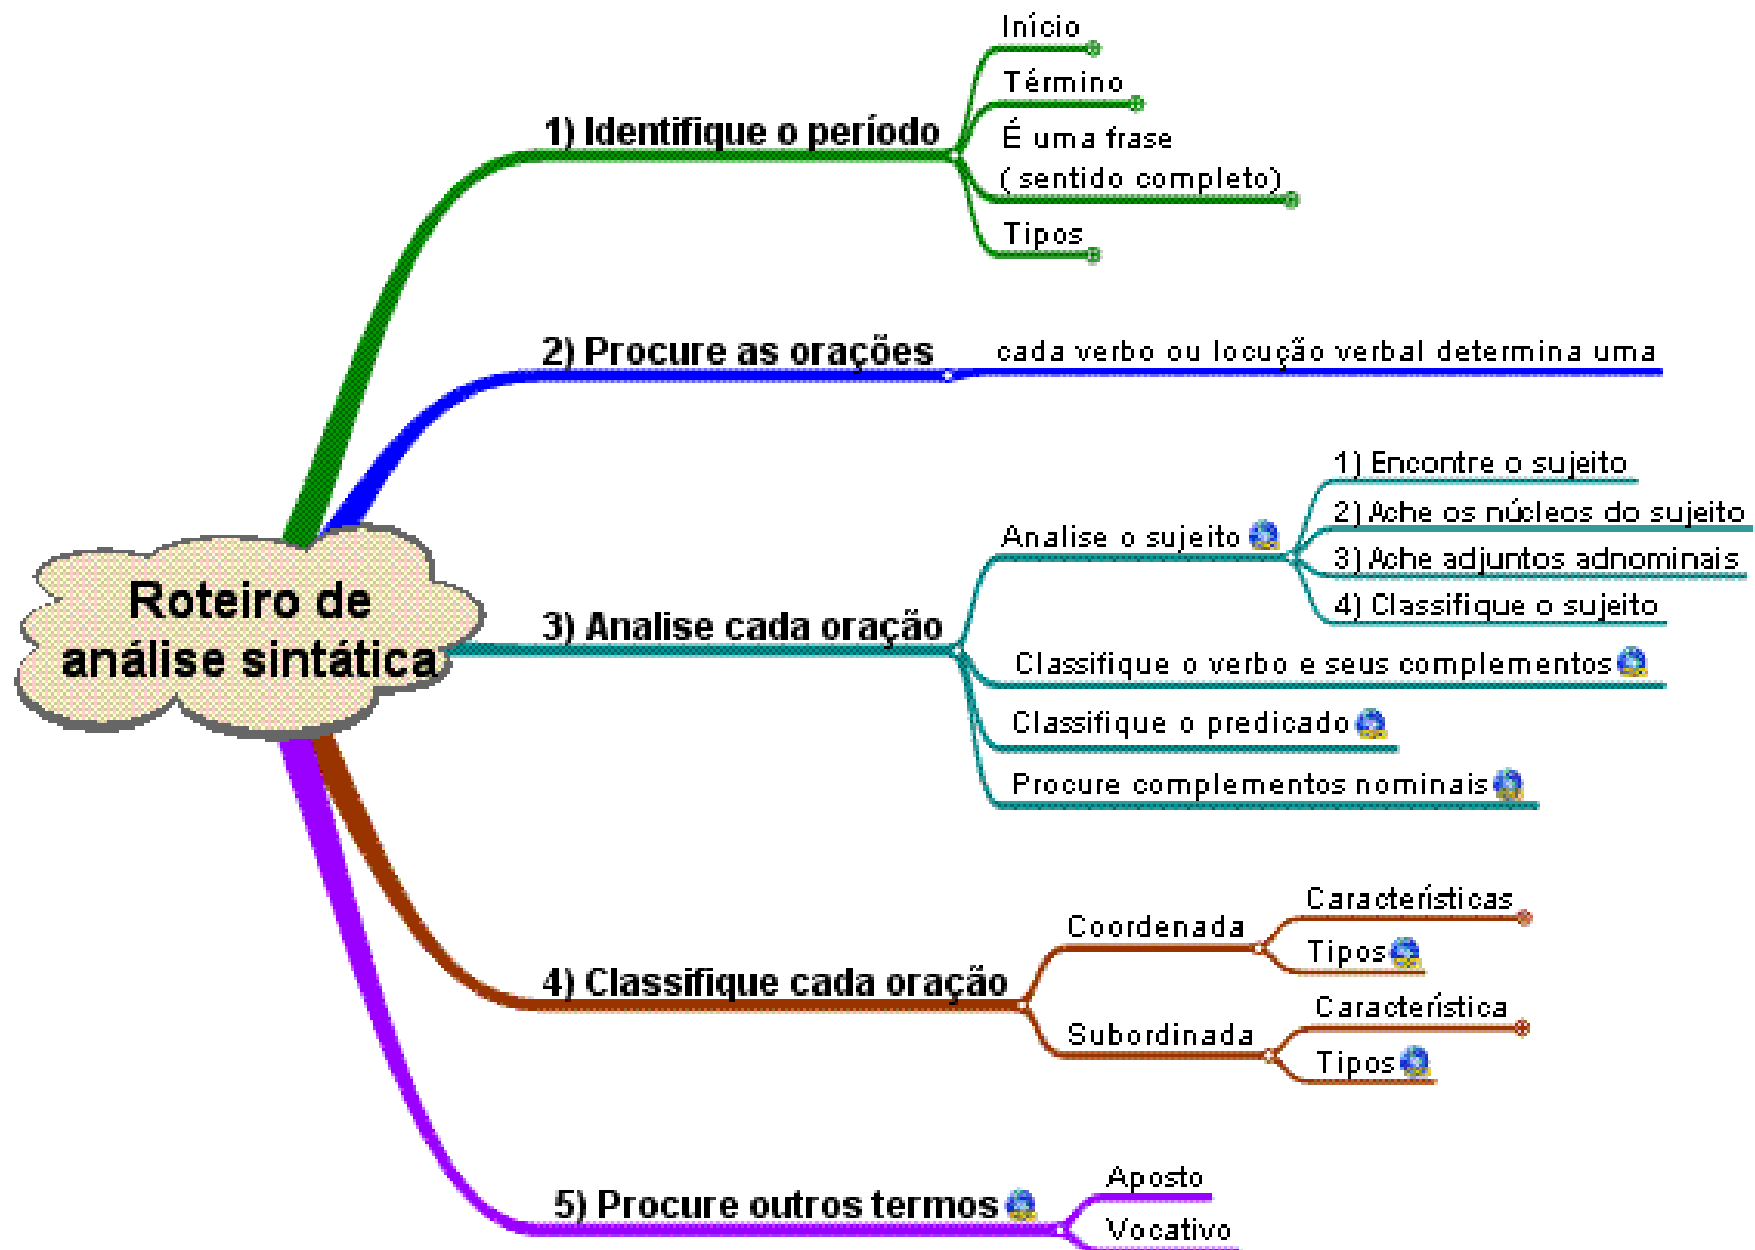 Roteiro de
análise sintática
1) Identifique o período
Início
Término
É uma frase
( sentido completo)
Tipos
2) Procure as orações
cada verbo ou locução verbal determina uma
3) Analise cada oração
Analise o sujeito
1) Encontre o sujeito
2) Ache os núcleos do sujeito
3) Ache adjuntos adnominais
4) Classifique o sujeito
Classifique o verbo e seus complementos
Classifique o predicado
Procure complementos nominais
4) Classifique cada oração
Coordenada
Características
Tipos
Subordinada
Característica
Tipos
5) Procure outros termos
Aposto
Vocativo